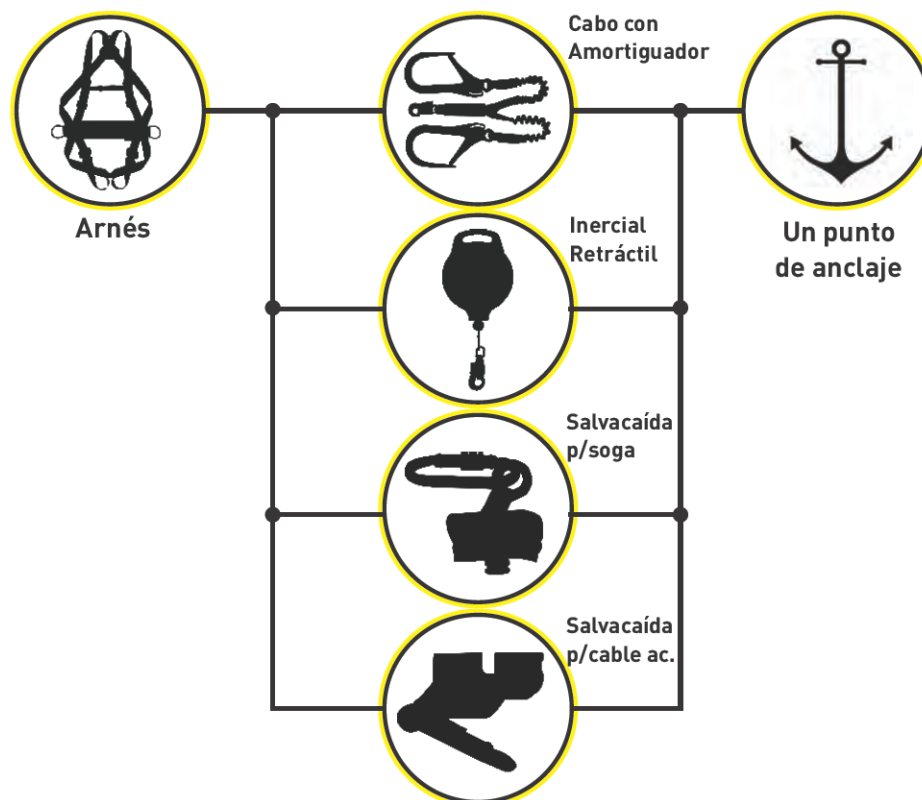 Cabo con
Amortiguador
Arnés
Un punto
de anclaje
Inercial
Retráctil
Salvacaída
p/soga
Salvacaída
p/cable ac.